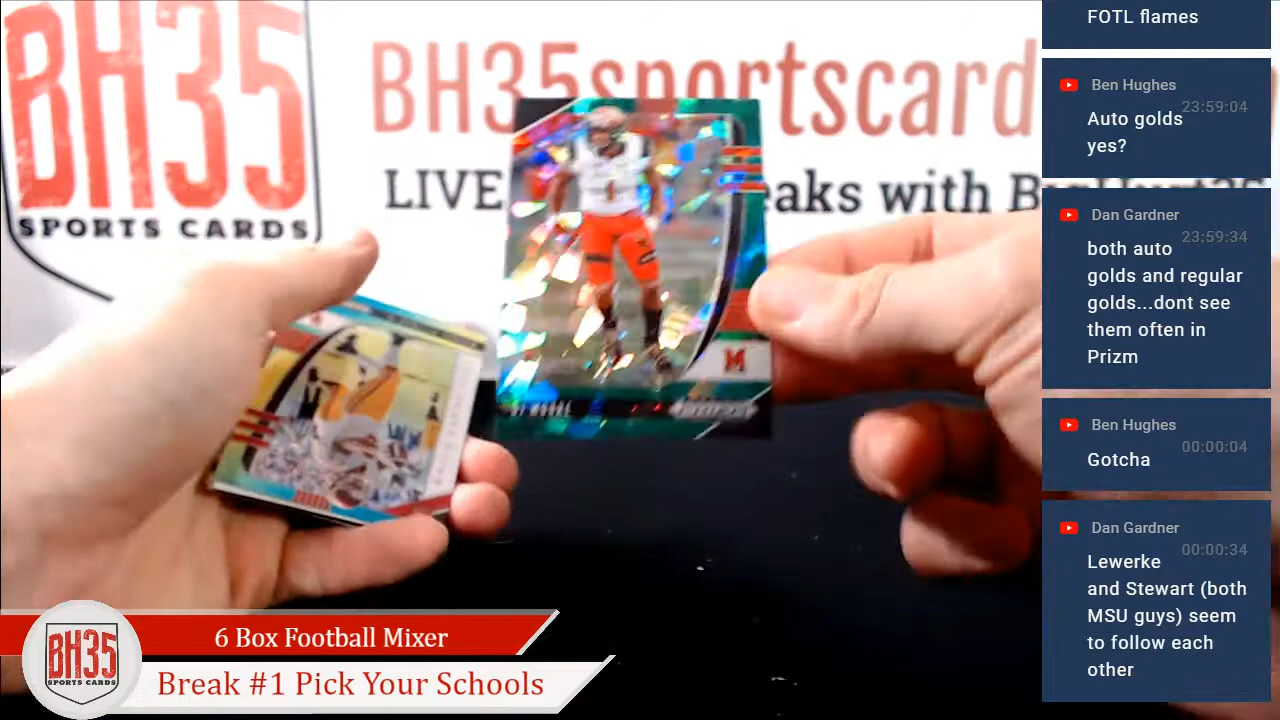 BH35
SPORTS CARDS
BH35sportscard
LIVE
eaks with
1
M
DJ MOORE
6 Box Football Mixer
Break #1 Pick Your Schools
BH35
SPORTS CARDS
FOTL flames
Ben Hughes
23:59:04
Auto golds
yes?
Dan Gardner
23:59:34
both auto
golds and regular
golds...dont see
them often in
Prizm
Ben Hughes
00:00:04
Gotcha
Dan Gardner
00:00:34
Lewerke
and Stewart (both
MSU guys) seem
to follow each
other